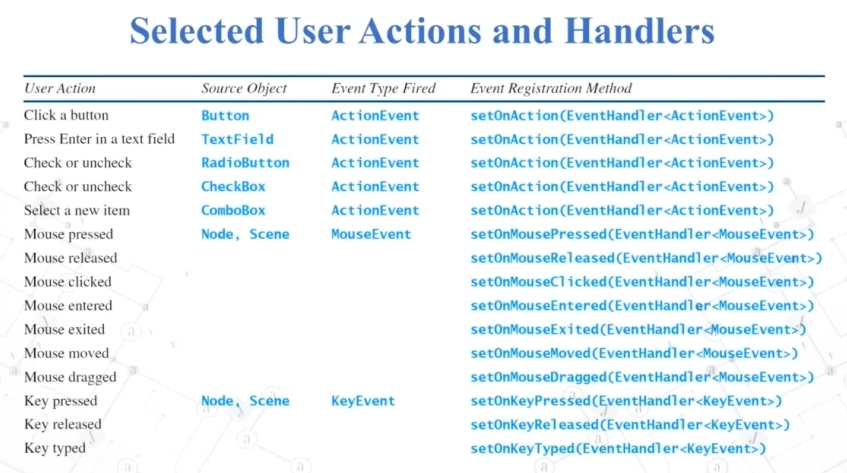 Selected User Actions and Handlers
User Action Source Object Event Type Fired Event Registration Method
Click a button Button ActionEvent setOnAction(EventHandler<ActionEvent>)
Press Enter in a text field TextField ActionEvent setOnAction(EventHandler<ActionEvent>)
Check or uncheck RadioButton ActionEvent setOnAction(EventHandler<ActionEvent>)
Check or uncheck CheckBox ActionEvent setOnAction(EventHandler<ActionEvent>)
Select a new item ComboBox ActionEvent setOnAction(EventHandler<ActionEvent>)
Mouse pressed Node, Scene MouseEvent setOnMousePressed(EventHandler<MouseEvent>)
Mouse released setOnMouseReleased(EventHandler<MouseEvent>)
Mouse clicked setOnMouseClicked(EventHandler<MouseEvent>)
Mouse entered setOnMouseEntered(EventHandler<MouseEvent>)
Mouse exited setOnMouseExited(EventHandler<MouseEvent>)
Mouse moved setOnMouseMoved(EventHandler<MouseEvent>)
Mouse dragged setOnMouseDragged(EventHandler<MouseEvent>)
Key pressed Node, Scene KeyEvent setOnKeyPressed(EventHandler<KeyEvent>)
Key released setOnKeyReleased(EventHandler<KeyEvent>)
Key typed setOnKeyTyped(EventHandler<KeyEvent>)